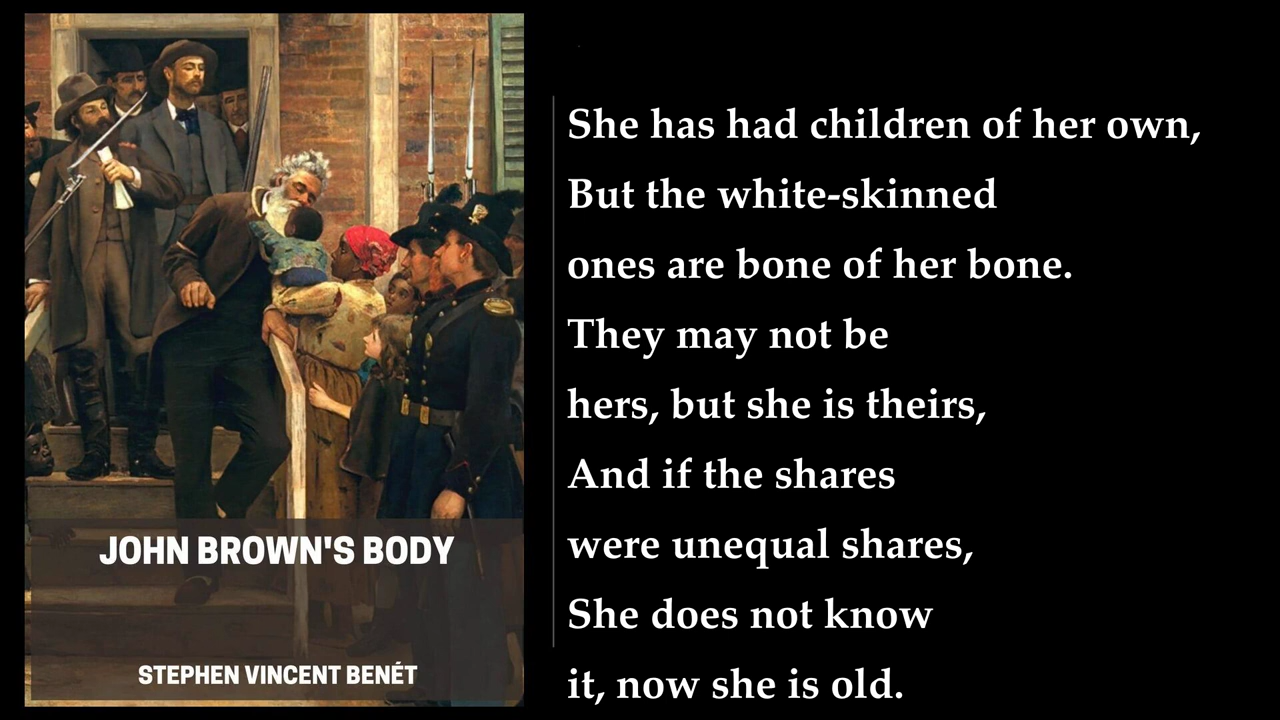 JOHN BROWN'S BODY
STEPHEN VINCENT BENÉT
She has had children of her own,
But the white-skinned
ones are bone of her bone.
They may not be
hers, but she is theirs,
And if the shares
were unequal shares,
She does not know
it, now she is old.